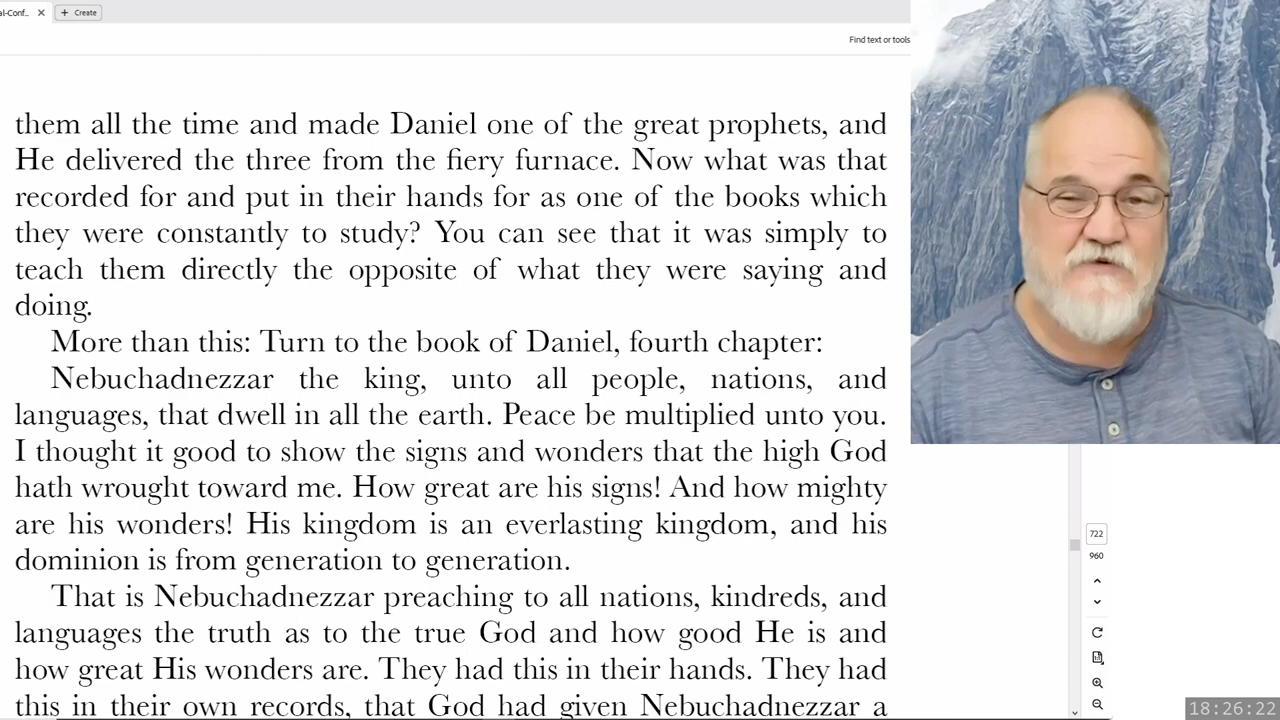 al-Conf..
Create
Find text or tools
them all the time and made Daniel one of the great prophets, and
He delivered the three from the fiery furnace. Now what was that
recorded for and put in their hands for as one of the books which
they were constantly to study? You can see that it was simply to
teach them directly the opposite of what they were saying and
doing.
More than this: Turn to the book of Daniel, fourth chapter:
Nebuchadnezzar the king, unto all people, nations, and
languages, that dwell in all the earth. Peace be multiplied unto you.
I thought it good to show the signs and wonders that the high God
hath wrought toward me. How great are his signs! And how mighty
are his wonders! His kingdom is an everlasting kingdom, and his
dominion is from generation to generation.
That is Nebuchadnezzar preaching to all nations, kindreds, and
languages the truth as to the true God and how good He is and
how great His wonders are. They had this in their hands. They had
this in their own records, that God had given Nebuchadnezzar a
722
960
18:26:22